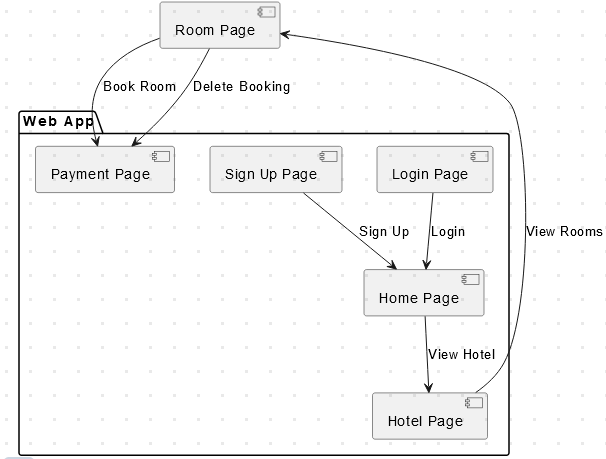 Room Page
Book Room
Delete Booking
Web App
Payment Page
Sign Up Page
Login Page
Sign Up
Login
View Rooms
Home Page
View Hotel
Hotel Page